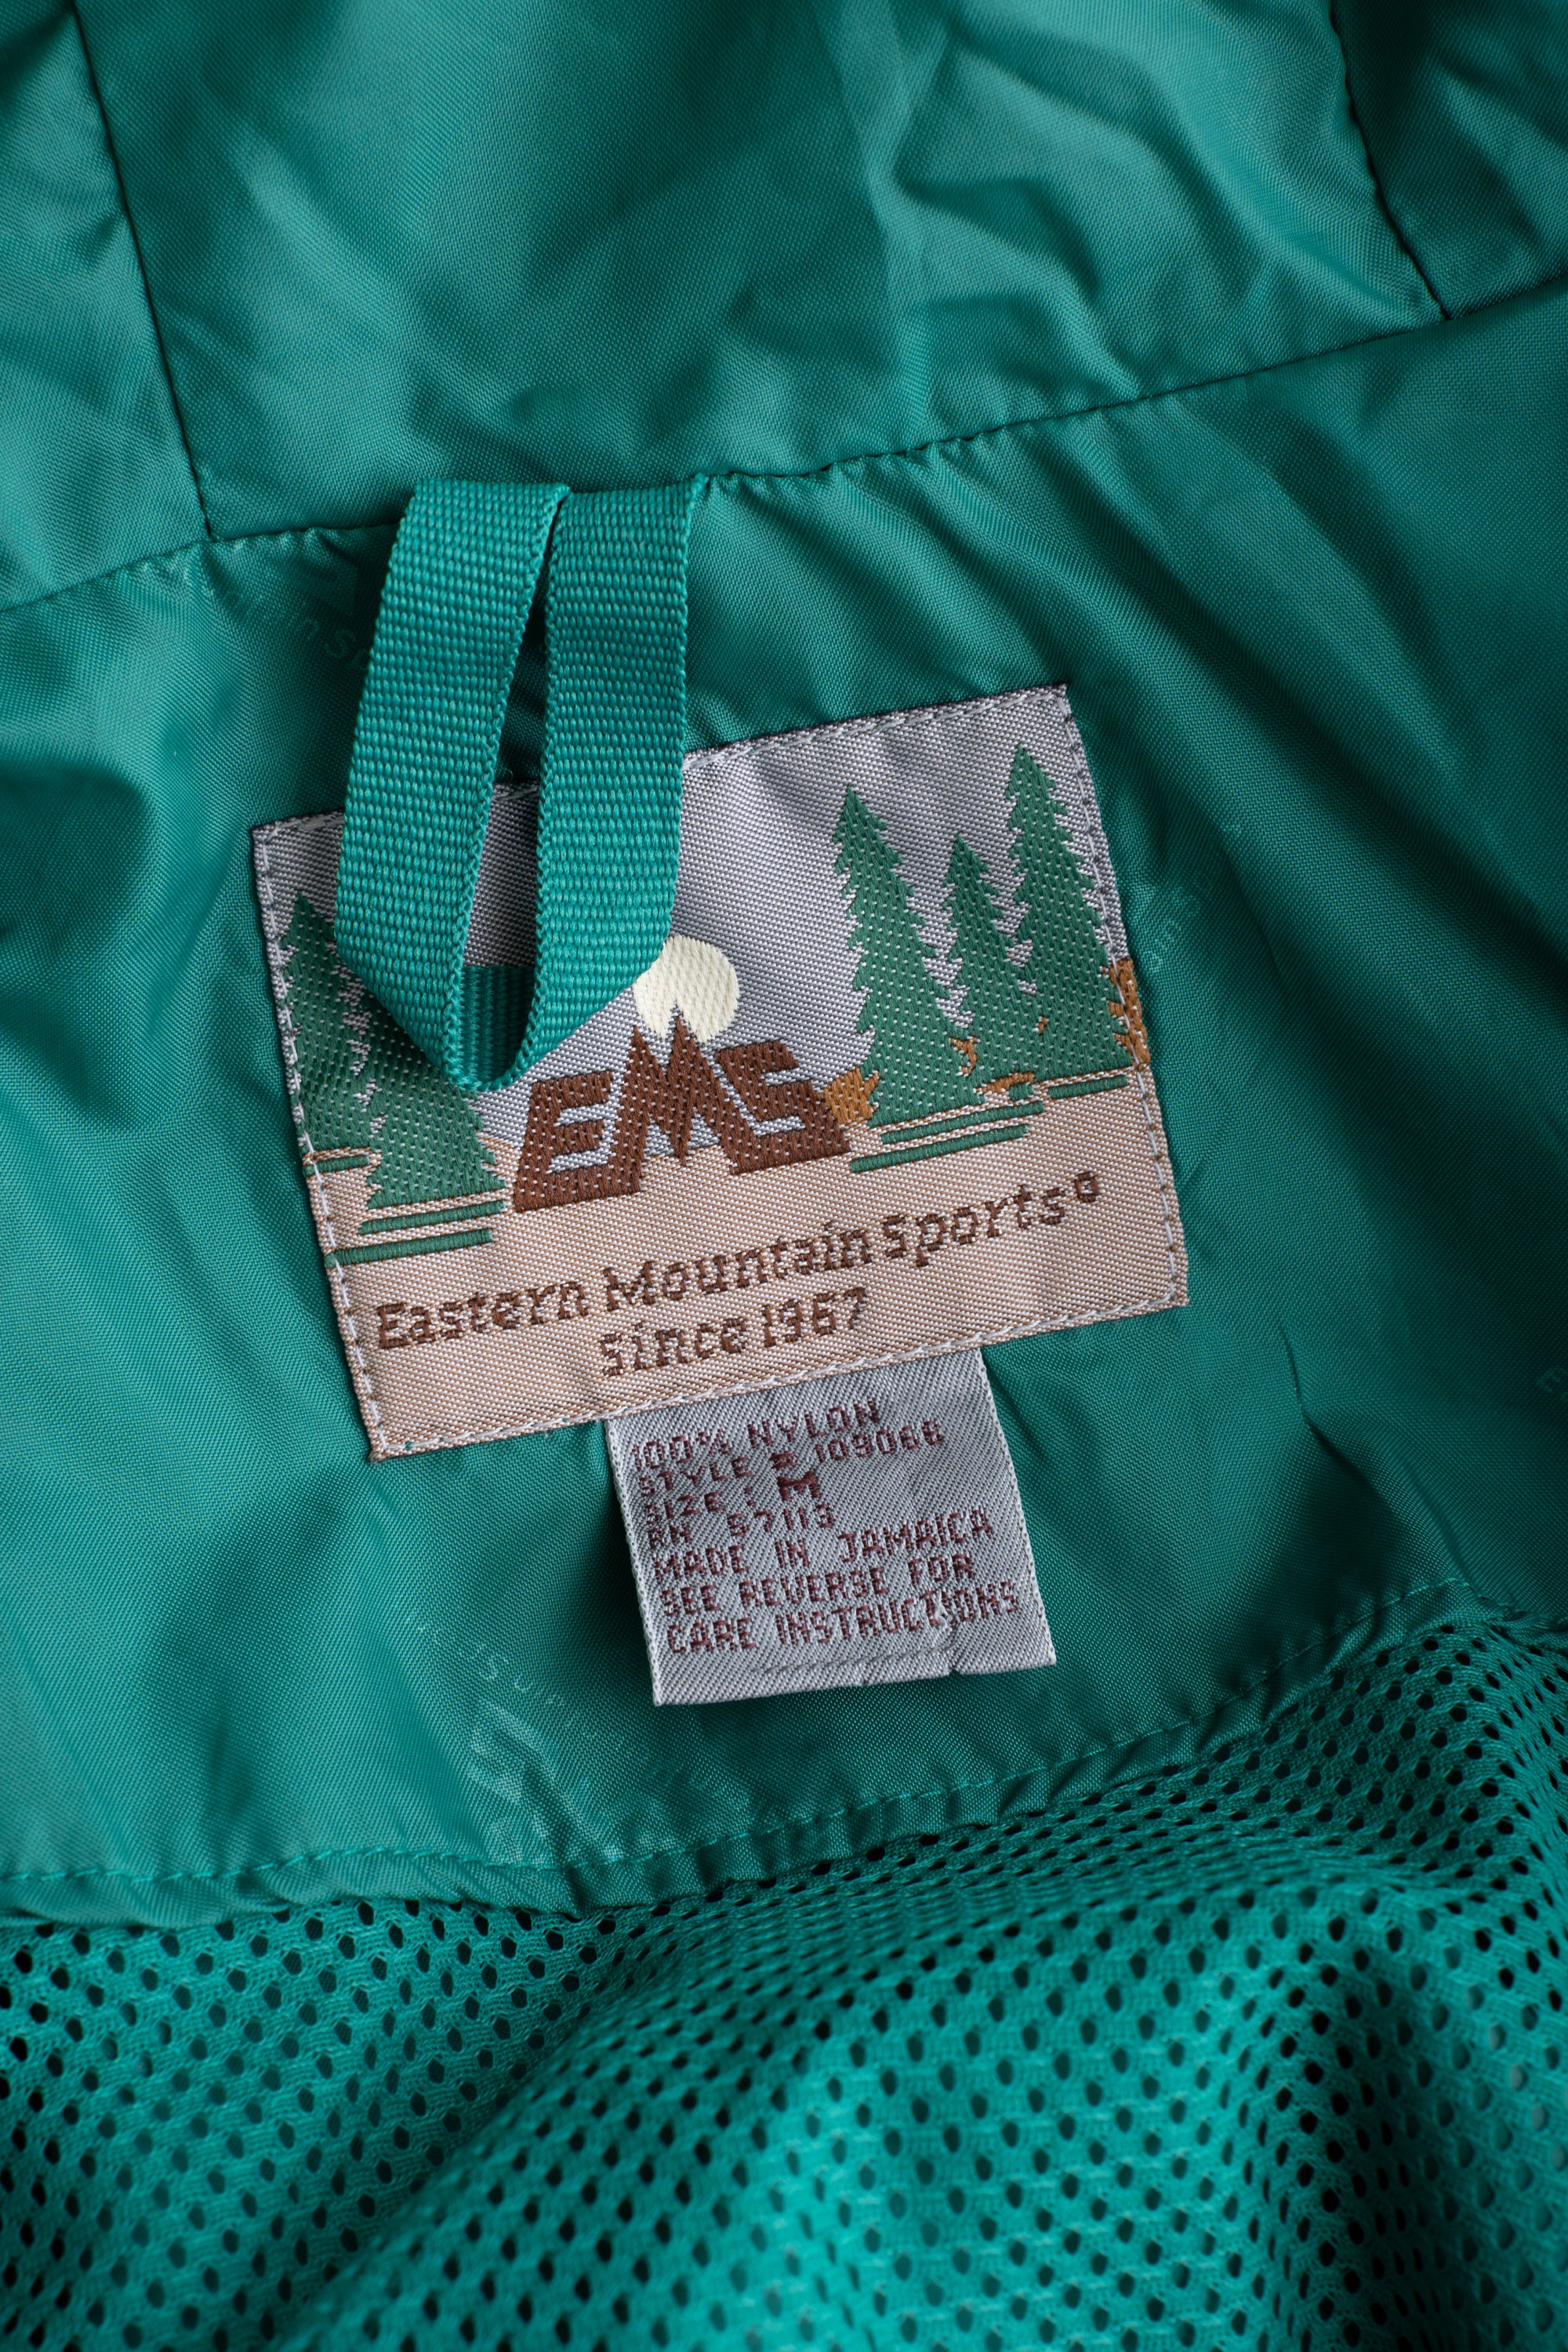 EMS
Eastern Mountain Sports®
Since 1967
100% NYLON
STYLE # 109068
SIZE : M
RN 57113
MADE IN JAMAICA
SEE REVERSE FOR
CARE INSTRUCTIONS